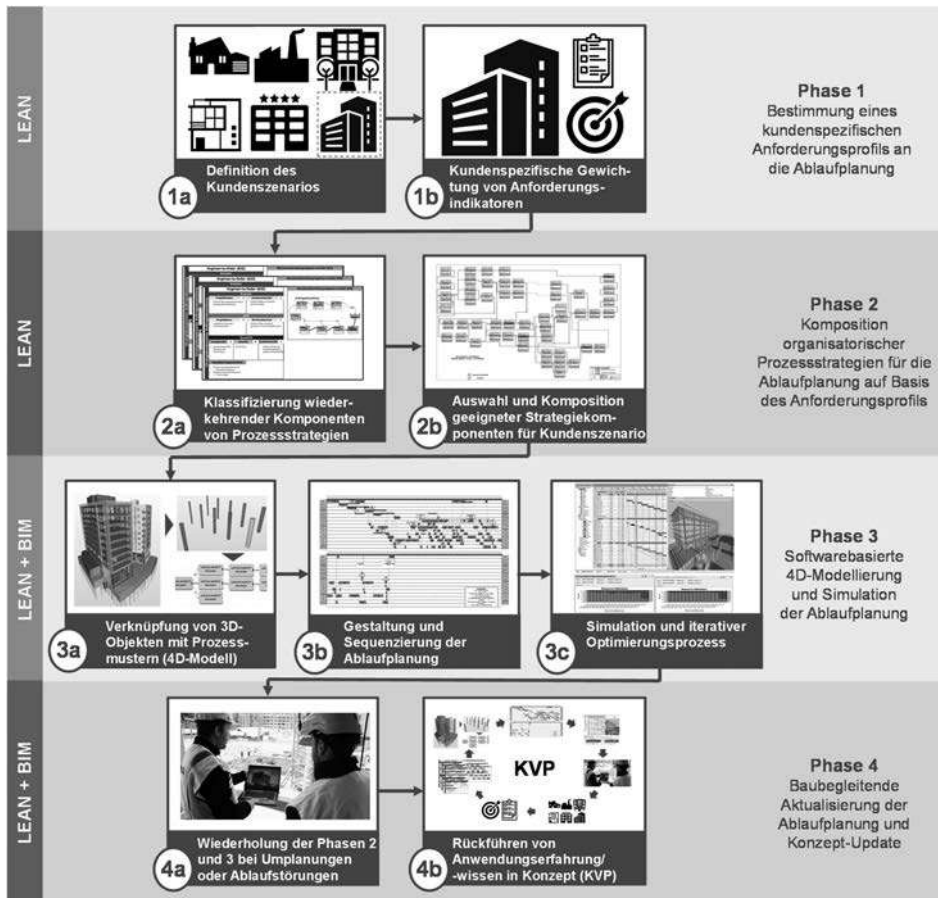 LEAN
1a
Definition des
Kundenszenarios
1b
Kundenspezifische Gewich-
tung von Anforderungs-
indikatoren
Phase 1
Bestimmung eines
kundenspezifischen
Anforderungsprofils an
die Ablaufplanung
LEAN
2a
Klassifizierung wieder-
kehrender Komponenten
von Prozessstrategien
2b
Auswahl und Komposition
geeigneter Strategiekom-
ponenten für Kundenszenario
Phase 2
Komposition
organisatorischer
Prozessstrategien für die
Ablaufplanung auf Basis
des Anforderungsprofils
LEAN + BIM
3a
Verknüpfung von 3D-
Objekten mit Prozess-
mustern (4D-Modell)
3b
Gestaltung und
Sequenzierung der
Ablaufplanung
3c
Simulation und iterativer
Optimierungsprozess
Phase 3
Softwarebasierte
4D-Modellierung
und Simulation
der Ablaufplanung
LEAN + BIM
4a
Wiederholung der Phasen 2
und 3 bei Umplanungen
oder Ablaufstörungen
KVP
4b
Rückführen von
Anwendungserfahrung/
-wissen in Konzept (KVP)
Phase 4
Baubegleitende
Aktualisierung der
Ablaufplanung und
Konzept-Update